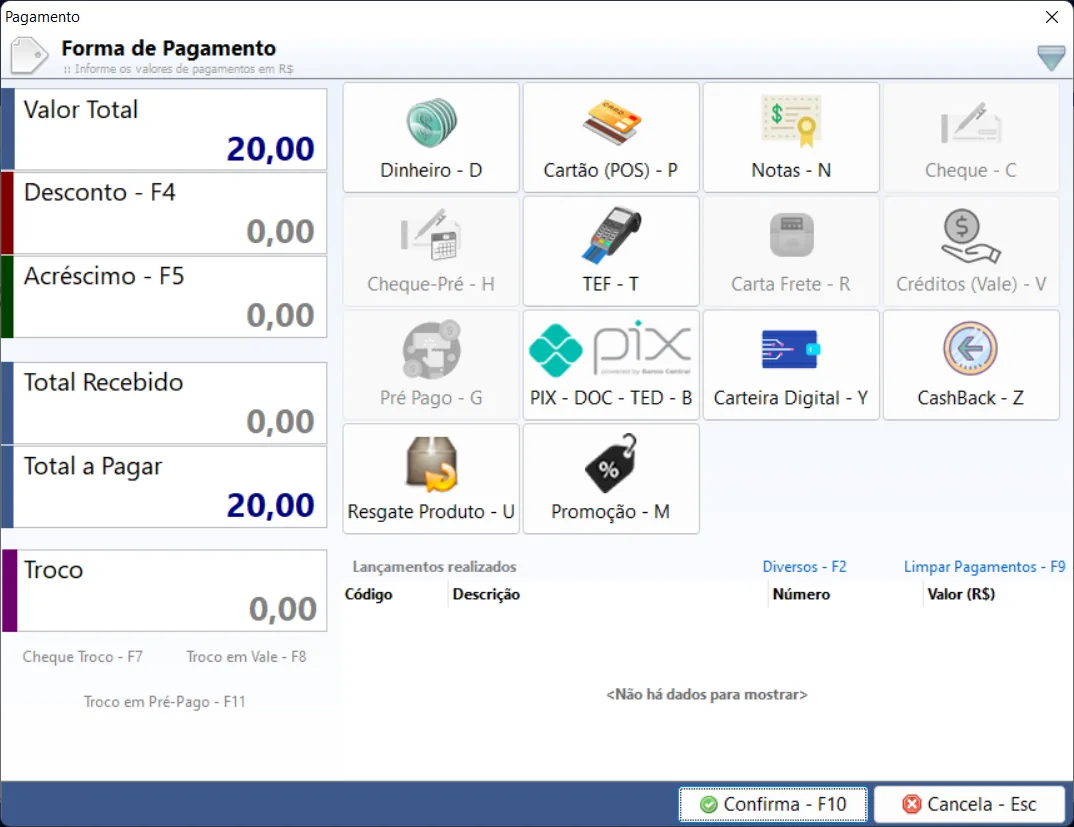 Pagamento
Forma de Pagamento
:: Informe os valores de pagamentos em R$
Valor Total
20,00
Desconto - F4
0,00
Acréscimo - F5
0,00
Total Recebido
0,00
Total a Pagar
20,00
Troco
0,00
Cheque Troco - F7
Troco em Vale - F8
Troco em Pré-Pago - F11
Dinheiro - D
Cartão (POS) - P
Notas - N
Cheque - C
Cheque-Pré - H
TEF - T
Carta Frete - R
Créditos (Vale) - V
Pré Pago - G
pix
powered by Banco Central
PIX - DOC - TED - B
Carteira Digital - Y
CashBack - Z
Resgate Produto - U
%
Promoção - M
Lançamentos realizados
Diversos - F2
Limpar Pagamentos - F9
Código
Descrição
Número
Valor (R$)
<Não há dados para mostrar>
Confirma - F10
Cancela - Esc